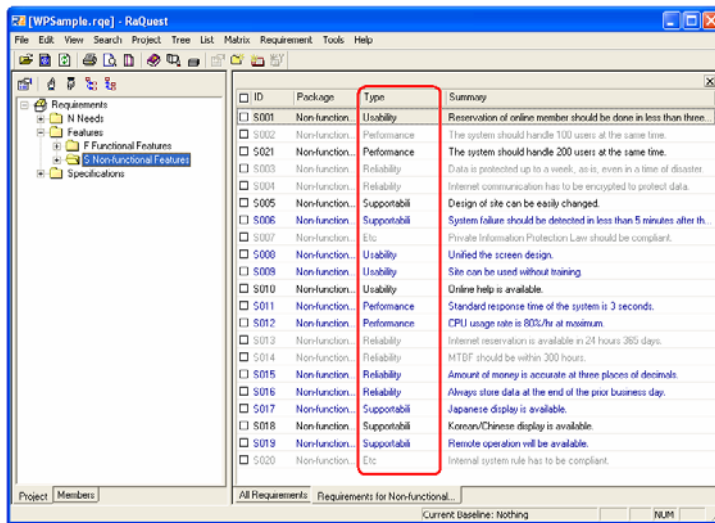 [WPSample.rqe] - RaQuest
File Edit View Search Project Tree List Matrix Requirement Tools Help
Requirements
N Needs
Features
F Functional Features
S Non-functional Features
Specifications
Project Members
ID Package Type Summary
S001 Non-function... Usability Reservation of online member should be done in less than three...
S002 Non-function... Performance The system should handle 100 users at the same time.
S021 Non-function... Performance The system should handle 200 users at the same time.
S003 Non-function... Reliability Data is protected up to a week, as is, even in a time of disaster.
S004 Non-function... Reliability Internet communication has to be encrypted to protect data.
S005 Non-function... Supportabili Design of site can be easily changed.
S006 Non-function... Supportabili System failure should be detected in less than 5 minutes after th...
S007 Non-function... Etc Private Information Protection Law should be compliant.
S008 Non-function... Usability Unified the screen design.
S009 Non-function... Usability Site can be used without training.
S010 Non-function... Usability Online help is available.
S011 Non-function... Performance Standard response time of the system is 3 seconds.
S012 Non-function... Performance CPU usage rate is 80%/hr at maximum.
S013 Non-function... Reliability Internet reservation is available in 24 hours 365 days.
S014 Non-function... Reliability MTBF should be within 300 hours.
S015 Non-function... Reliability Amount of money is accurate at three places of decimals.
S016 Non-function... Reliability Always store data at the end of the prior business day.
S017 Non-function... Supportabili Japanese display is available.
S018 Non-function... Supportabili Korean/Chinese display is available.
S019 Non-function... Supportabili Remote operation will be available.
S020 Non-function... Etc Internal system rule has to be compliant.
All Requirements Requirements for Non-functional...
Current Baseline: Nothing NUM